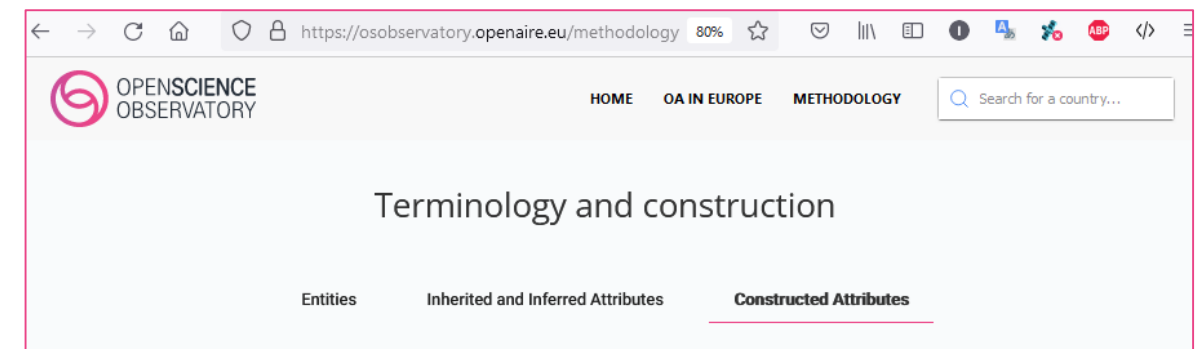 https://osobservatory.openaire.eu/methodology 80%
OPENSCIENCE
OBSERVATORY
HOME OA IN EUROPE METHODOLOGY Search for a country...
Terminology and construction
Entities Inherited and Inferred Attributes Constructed Attributes